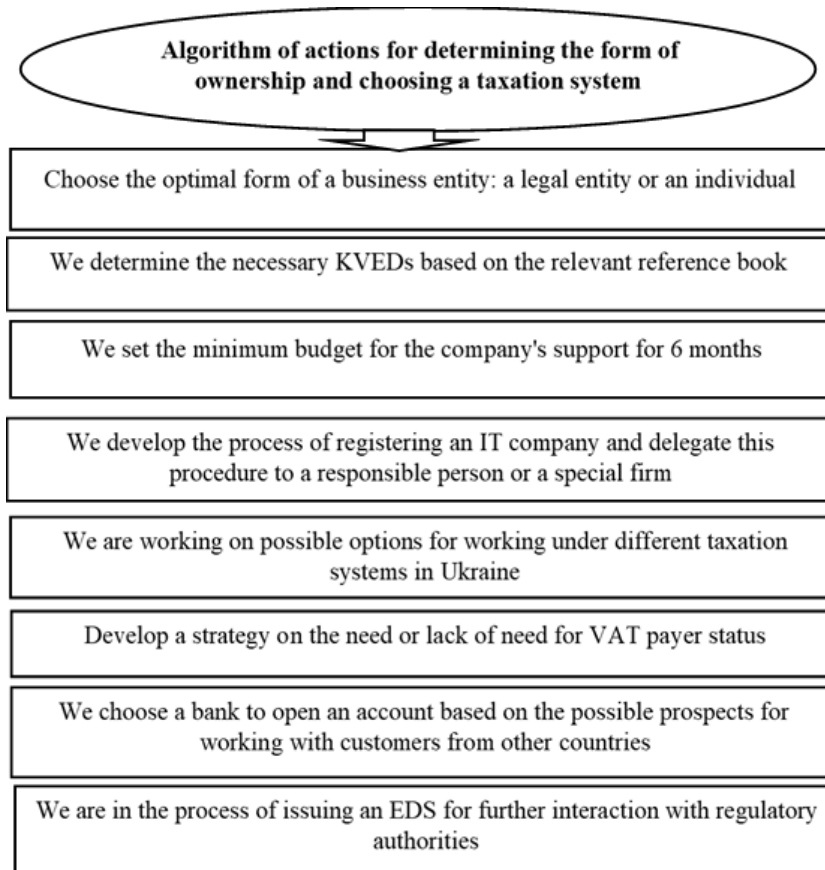 Algorithm of actions for determining the form of
ownership and choosing a taxation system
Choose the optimal form of a business entity: a legal entity or an individual
We determine the necessary KVEDs based on the relevant reference book
We set the minimum budget for the company's support for 6 months
We develop the process of registering an IT company and delegate this
procedure to a responsible person or a special firm
We are working on possible options for working under different taxation
systems in Ukraine
Develop a strategy on the need or lack of need for VAT payer status
We choose a bank to open an account based on the possible prospects for
working with customers from other countries
We are in the process of issuing an EDS for further interaction with regulatory
authorities